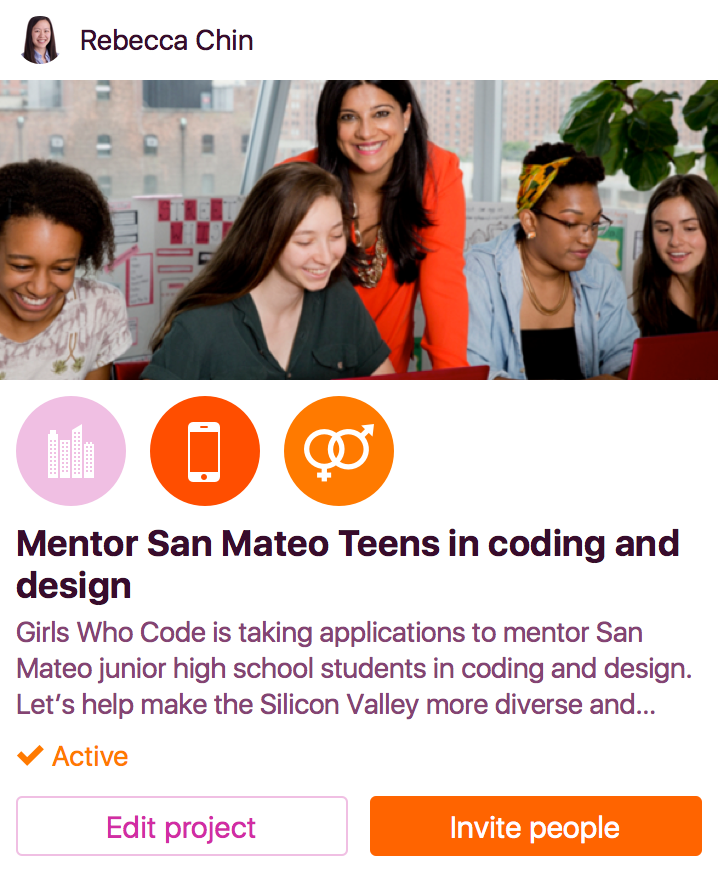 Rebecca Chin
Mentor San Mateo Teens in coding and
design
Girls Who Code is taking applications to mentor San
Mateo junior high school students in coding and design.
Let’s help make the Silicon Valley more diverse and...
Active
Edit project
Invite people